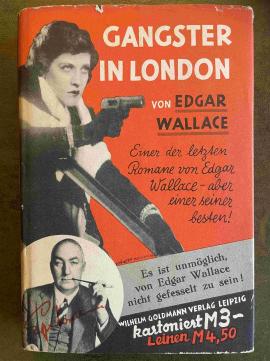 GANGSTER
IN LONDON
VON EDGAR
WALLACE
Einer der letzten
Romane von Edgar
Wallace – aber
einer seiner
besten!
Es ist unmöglich,
von Edgar Wallace
nicht gefesselt zu sein!
WILHELM GOLDMANN VERLAG LEIPZIG
kartoniert M3-
Leinen M4,50